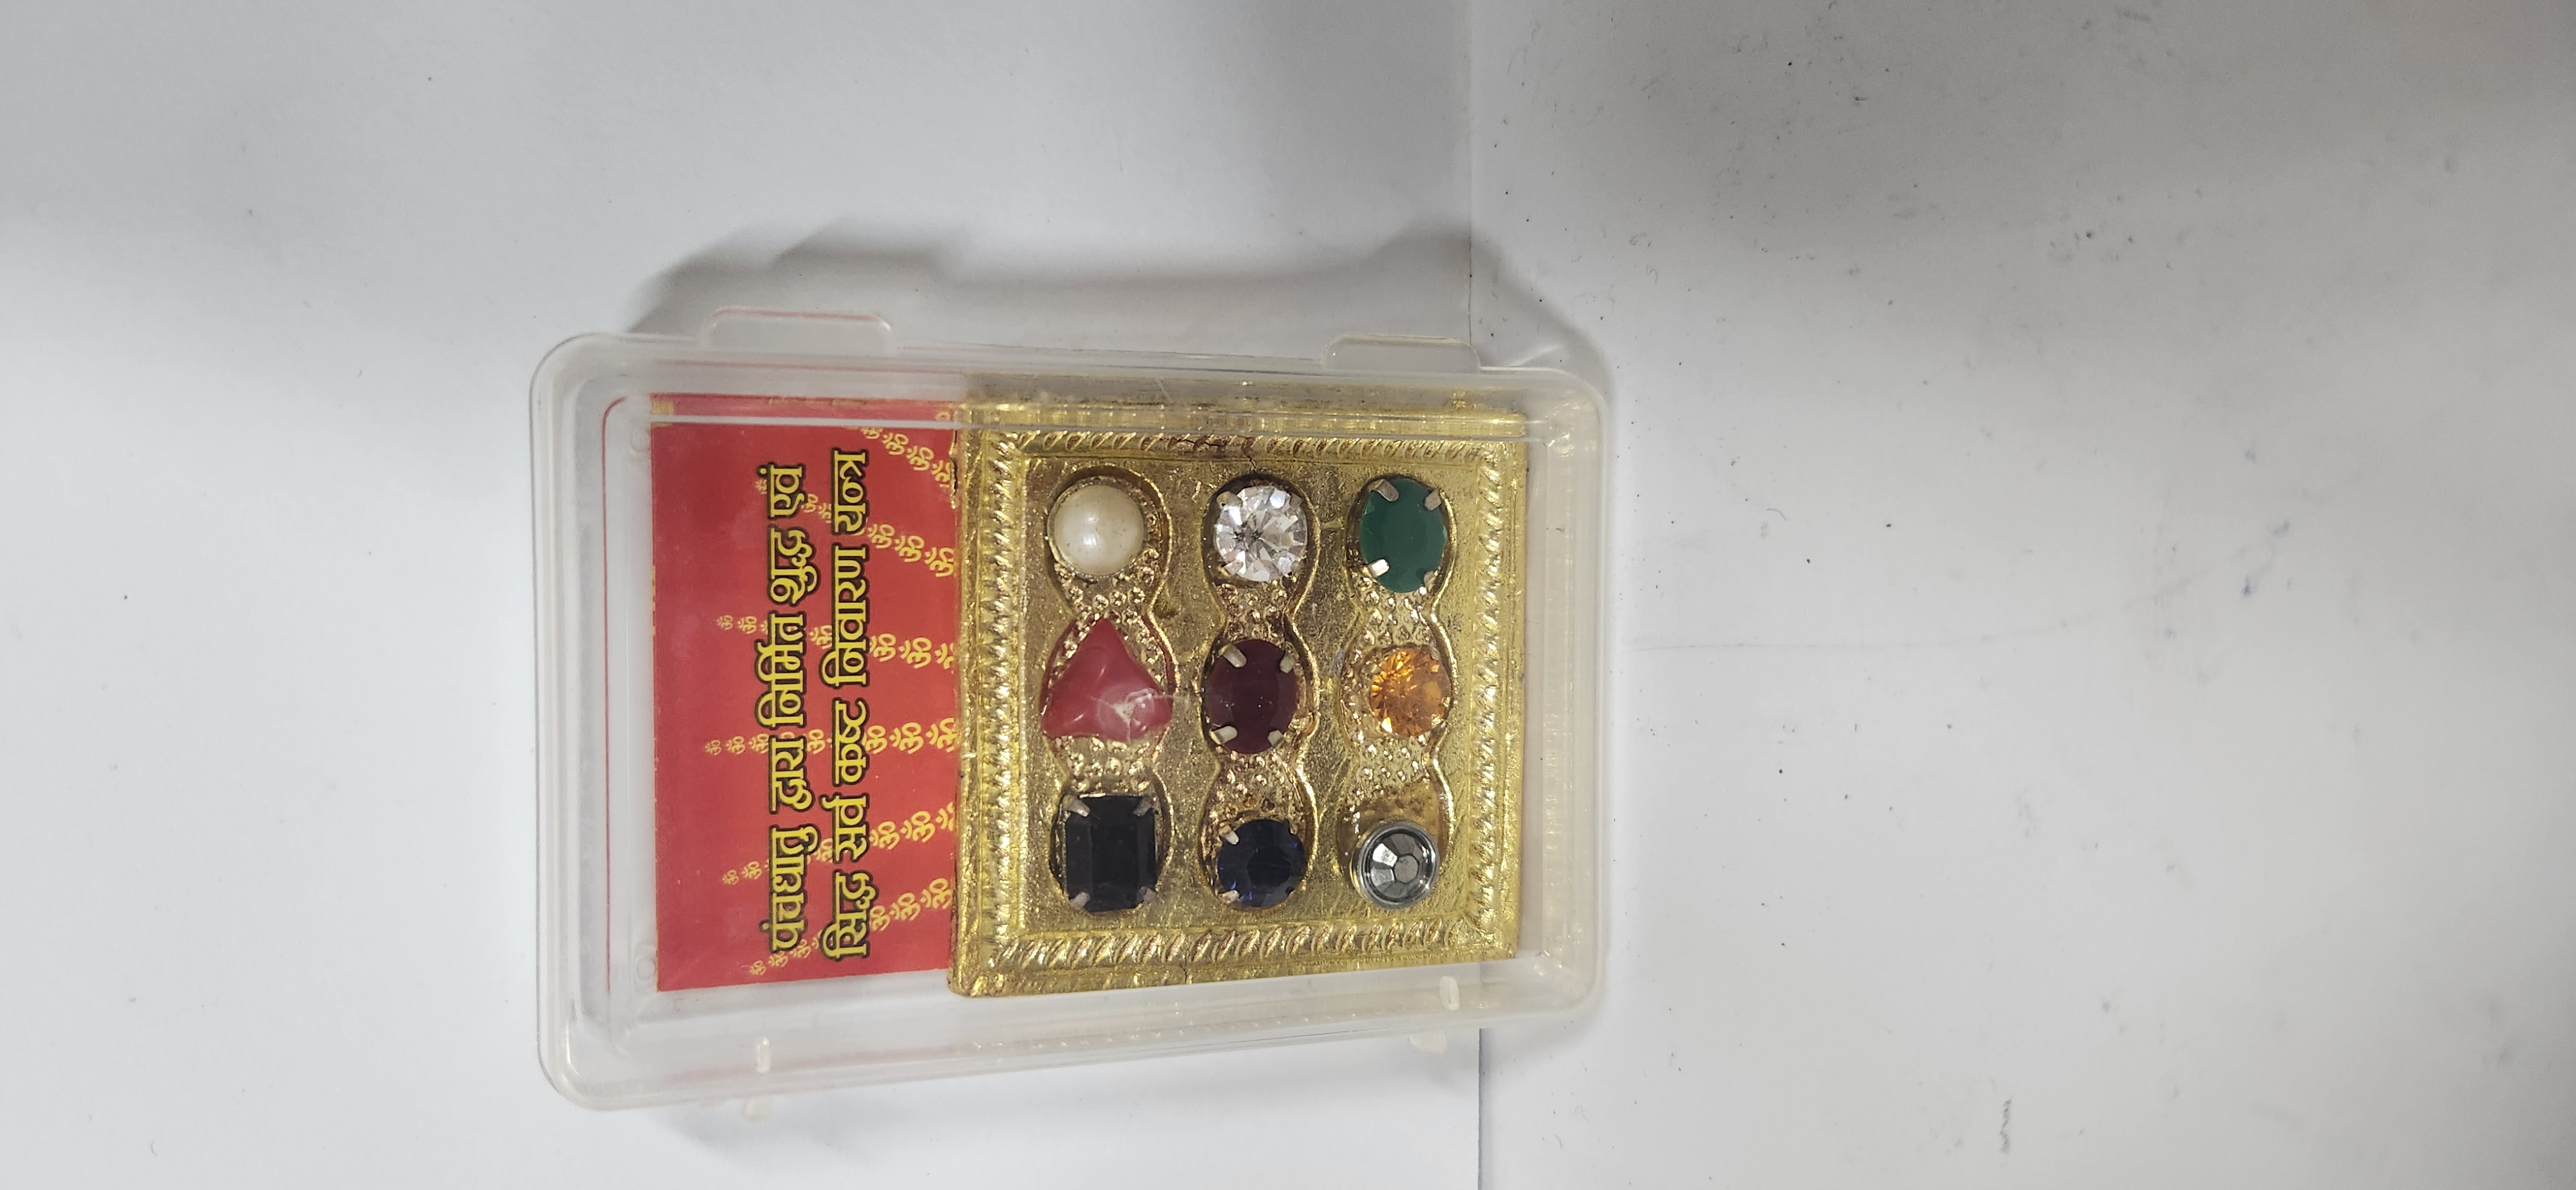 पंचधातु द्वारा निर्मित शुद्ध एवं
सिद्ध सर्व कष्ट निवारण यन्त्र
ॐ ॐ ॐ ॐ ॐ ॐ